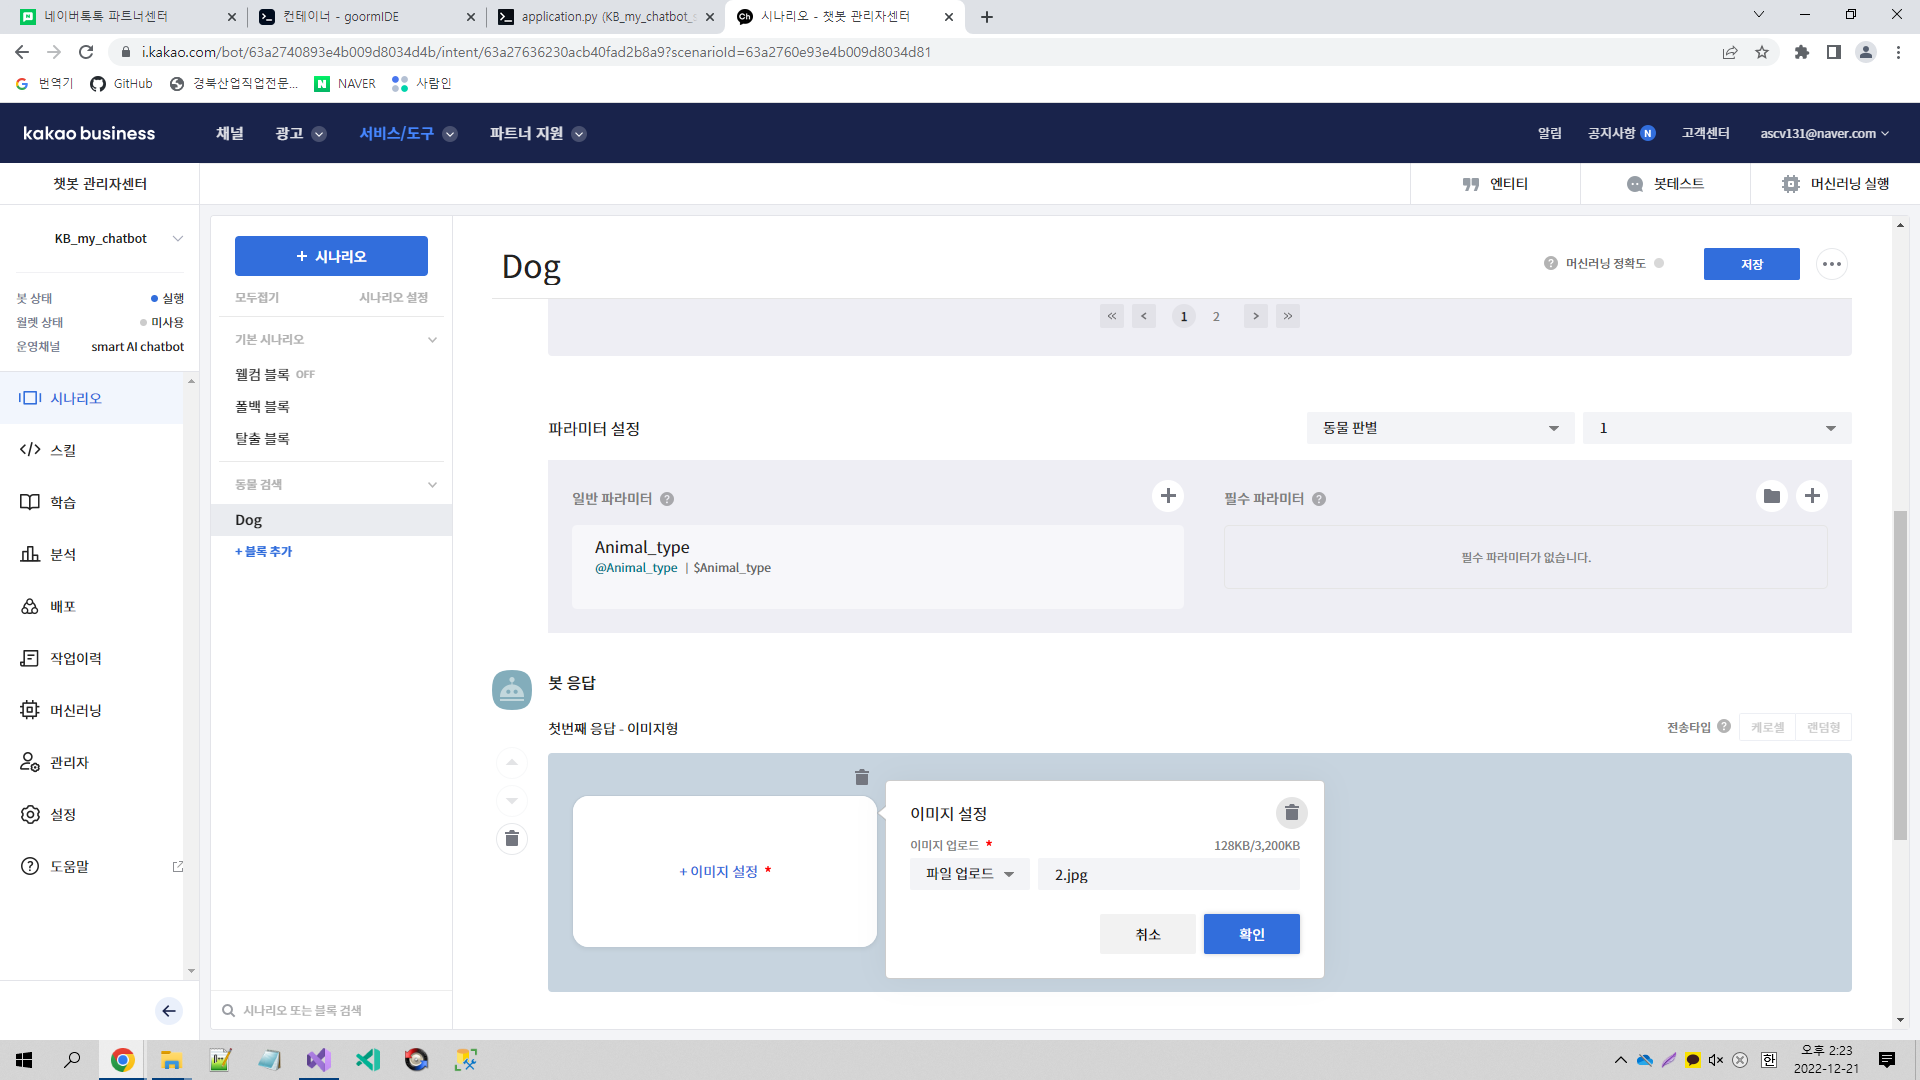 네이버톡톡 파트너센터
컨테이너 - goormIDE
application.py (KB_my_chatbot_s
시나리오 - 챗봇 관리자센터
i.kakao.com/bot/63a2740893e4b009d8034d4b/intent/63a27636230acb40fad2b8a9?scenarioId=63a2760e93e4b009d8034d81
번역기
GitHub
경북산업직업전문...
NAVER
사람인
kakao business
채널
광고
서비스/도구
파트너 지원
알림
공지사항 N
고객센터
ascv131@naver.com
챗봇 관리자센터
엔티티
봇테스트
머신러닝 실행
KB_my_chatbot
봇 상태
실행
월렛 상태
미사용
운영채널
smart AI chatbot
시나리오
스킬
학습
분석
배포
작업이력
머신러닝
관리자
설정
도움말
+ 시나리오
모두접기
시나리오 설정
기본 시나리오
웰컴 블록 OFF
폴백 블록
탈출 블록
동물 검색
Dog
+ 블록 추가
시나리오 또는 블록 검색
Dog
? 머신러닝 정확도
저장
« < 1 2 > »
파라미터 설정
동물 판별
1
일반 파라미터 ?
Animal_type
@Animal_type | $Animal_type
필수 파라미터 ?
필수 파라미터가 없습니다.
봇 응답
첫번째 응답 - 이미지형
전송타입 ?
케로셀
랜덤형
+ 이미지 설정 *
이미지 설정
이미지 업로드 *
128KB/3,200KB
파일 업로드
2.jpg
취소
확인
한
오후 2:23
2022-12-21